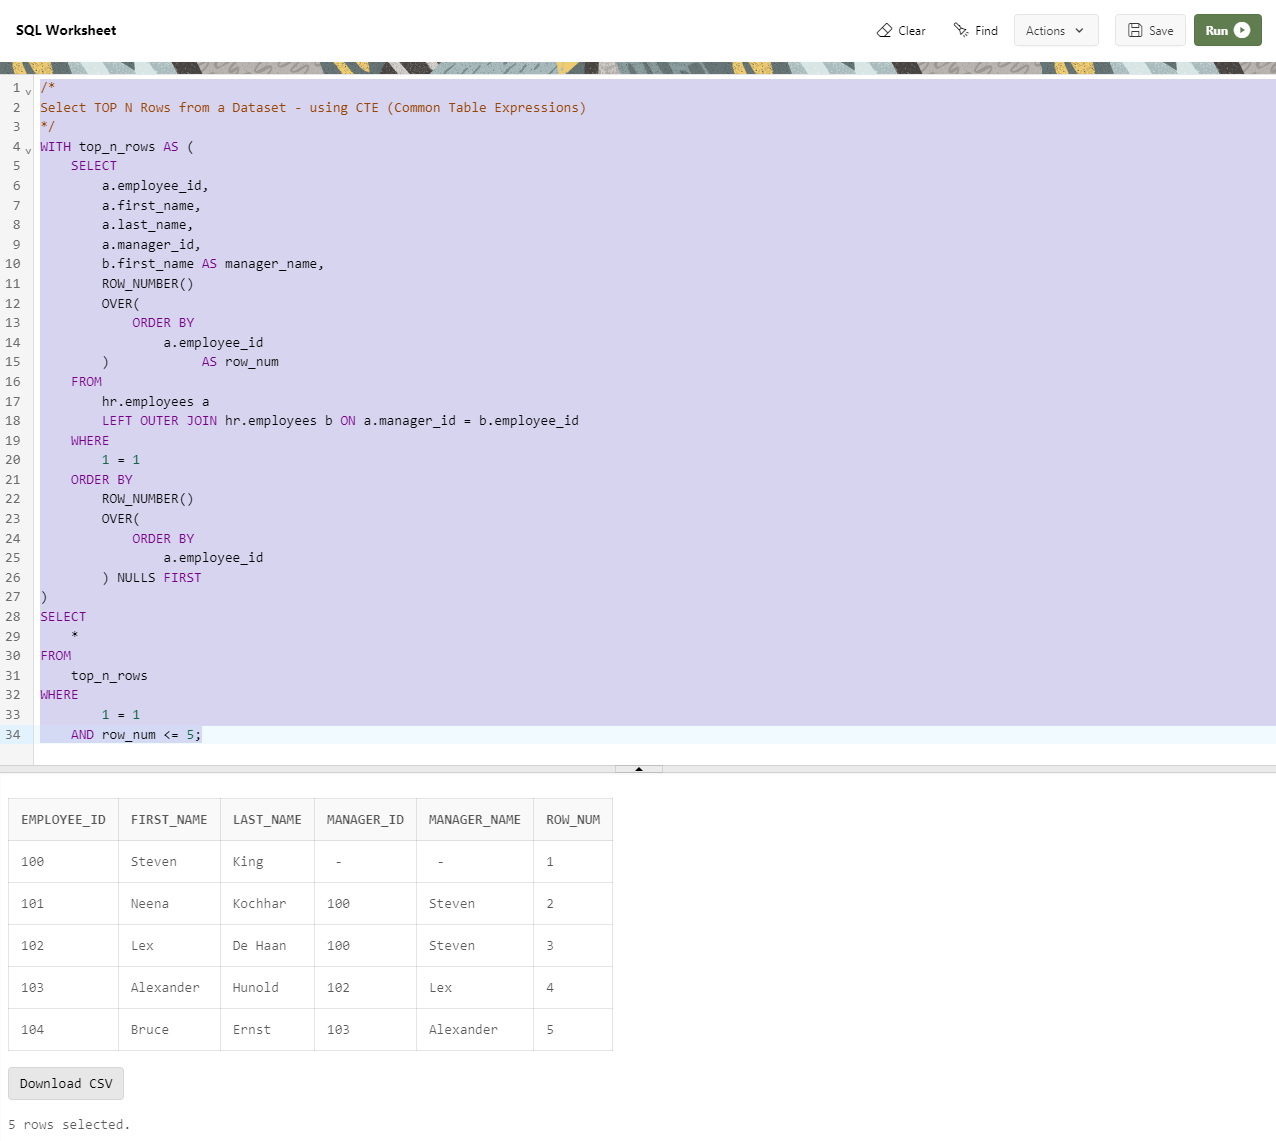 SQL Worksheet
Clear
Find
Actions
Save
Run
1 /*
2 Select TOP N Rows from a Dataset - using CTE (Common Table Expressions)
3 */
4 WITH top_n_rows AS (
5     SELECT
6         a.employee_id,
7         a.first_name,
8         a.last_name,
9         a.manager_id,
10         b.first_name AS manager_name,
11         ROW_NUMBER()
12         OVER(
13             ORDER BY
14                 a.employee_id
15         )            AS row_num
16     FROM
17         hr.employees a
18         LEFT OUTER JOIN hr.employees b ON a.manager_id = b.employee_id
19     WHERE
20         1 = 1
21     ORDER BY
22         ROW_NUMBER()
23         OVER(
24             ORDER BY
25                 a.employee_id
26         ) NULLS FIRST
27 )
28 SELECT
29     *
30 FROM
31     top_n_rows
32 WHERE
33         1 = 1
34     AND row_num <= 5;
EMPLOYEE_ID FIRST_NAME LAST_NAME MANAGER_ID MANAGER_NAME ROW_NUM
100 Steven King - - 1
101 Neena Kochhar 100 Steven 2
102 Lex De Haan 100 Steven 3
103 Alexander Hunold 102 Lex 4
104 Bruce Ernst 103 Alexander 5
Download CSV
5 rows selected.